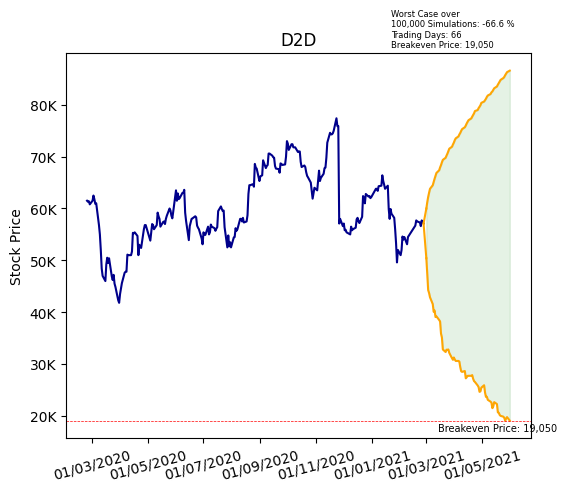 Worst Case over
100,000 Simulations: -66.6 %
Trading Days: 66
Breakeven Price: 19,050
D2D
Stock Price
80K
70K
60K
50K
40K
30K
20K
Breakeven Price: 19,050
01/03/2020
01/05/2020
01/07/2020
01/09/2020
01/11/2020
01/01/2021
01/03/2021
01/05/2021